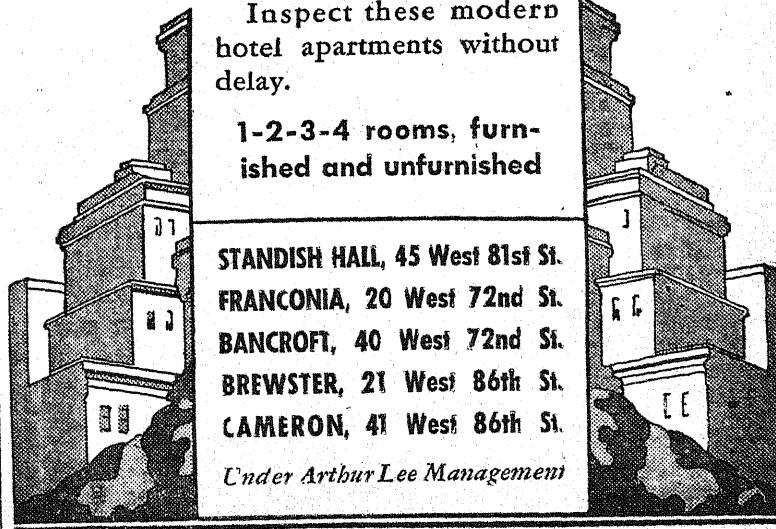 Inspect these modern
hotel apartments without
delay.
1-2-3-4 rooms, furn-
ished and unfurnished
STANDISH HALL, 45 West 81st St.
FRANCONIA, 20 West 72nd St.
BANCROFT, 40 West 72nd St.
BREWSTER, 21 West 86th St.
CAMERON, 41 West 86th St.
Under Arthur Lee Management